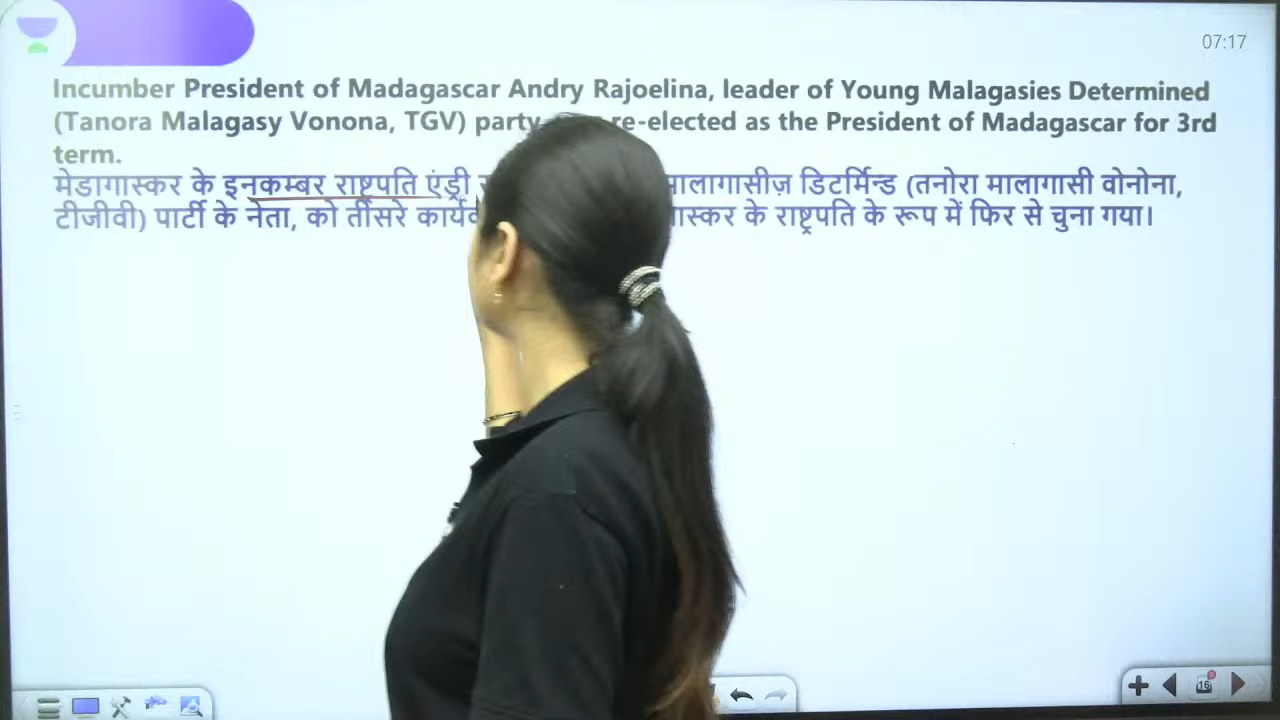 07:17
Incumber President of Madagascar Andry Rajoelina, leader of Young Malagasies Determined
(Tanora Malagasy Vonona, TGV) party re-elected as the President of Madagascar for 3rd
term.
मेडागास्कर के इनकम्बर राष्ट्रपति एंड्री मालागासीज़ डिटर्मिन्ड (तनोरा मालागासी वोनोना,
टीजीवी) पार्टी के नेता, को तीसरे के राष्ट्रपति के रूप में फिर से चुना गया।
16